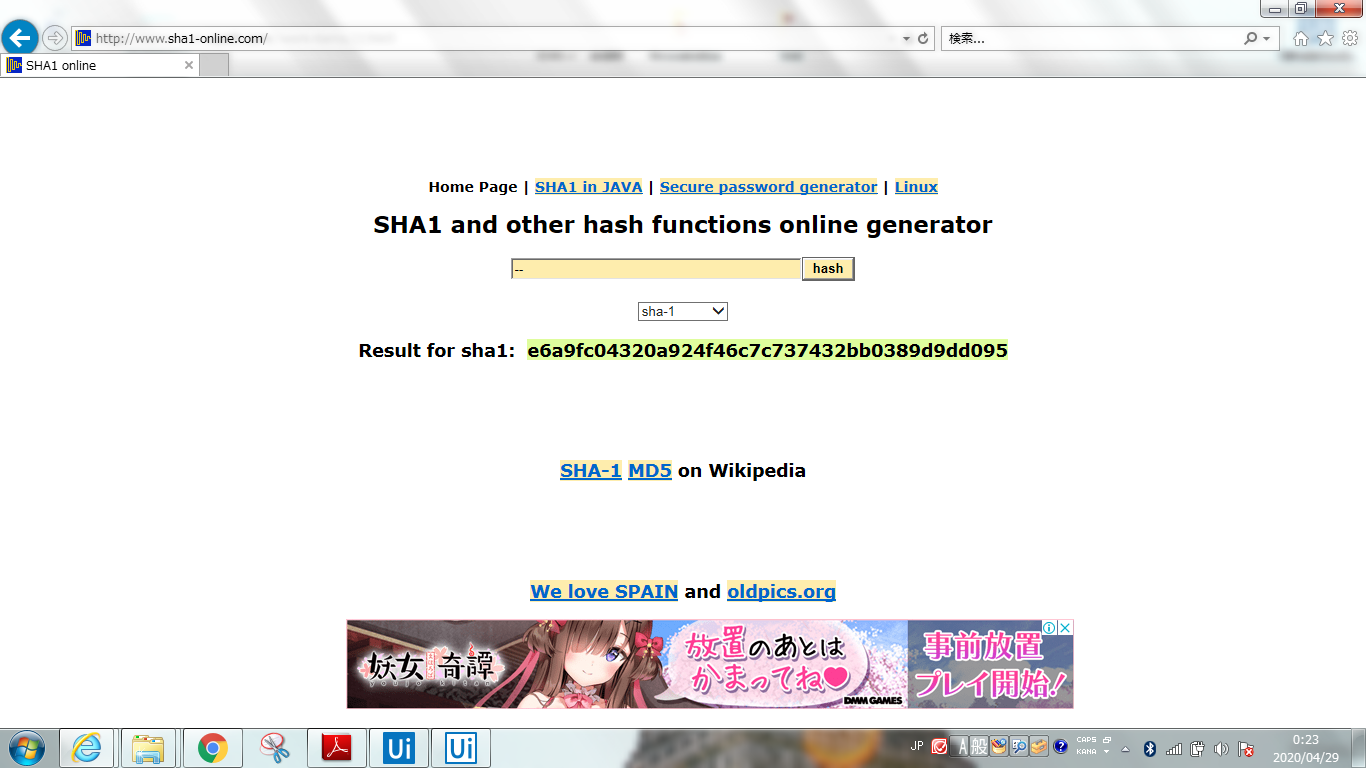 http://www.sha1-online.com/
検索...
SHA1 online
Home Page | SHA1 in JAVA | Secure password generator | Linux
SHA1 and other hash functions online generator
--
hash
sha-1
Result for sha1: e6a9fc04320a924f46c7c737432bb0389d9dd095
SHA-1 MD5 on Wikipedia
We love SPAIN and oldpics.org
妖女奇譚
youjo kitan
放置のあとは
かまってね
DMM GAMES
事前放置
プレイ開始!
Ui
Ui
JP
A 般
CAPS
KANA
0:23
2020/04/29